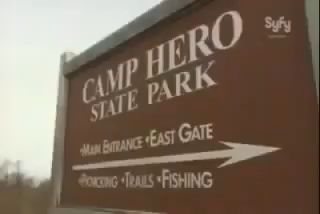 Syfy
CAMP HERO
STATE PARK
•MAIN ENTRANCE •EAST GATE
•PICNICKING •TRAILS •FISHING